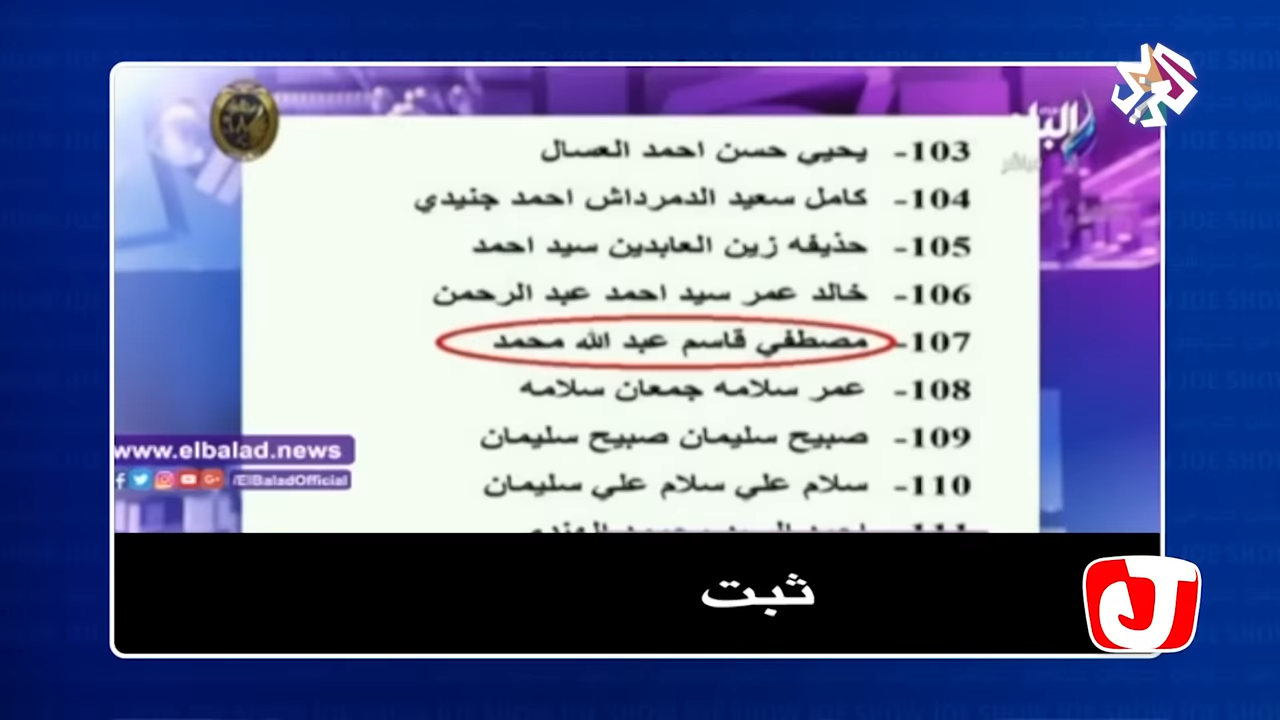 103- يحيي حسن احمد العسال
104- كامل سعيد الدمرداش احمد جنيدي
105- حذيفه زين العابدين سيد احمد
106- خالد عمر سيد احمد عبد الرحمن
107- مصطفي قاسم عبد الله محمد
108- عمر سلامه جمعان سلامه
109- صبيح سليمان صبيح سليمان
110- سلام علي سلام علي سليمان
www.elbalad.news
/ElBaladOfficial
ثبت